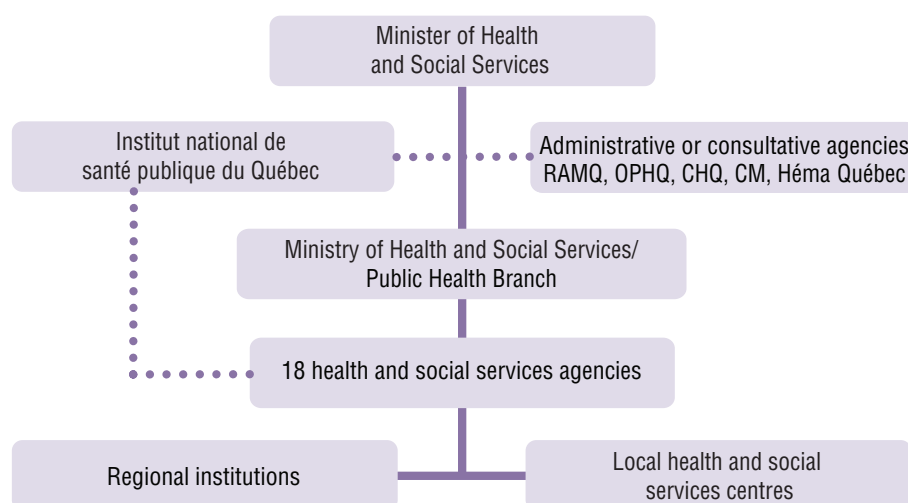 Minister of Health
and Social Services
Institut national de
santé publique du Québec
Administrative or consultative agencies
RAMQ, OPHQ, CHQ, CM, Héma Québec
Ministry of Health and Social Services/
Public Health Branch
18 health and social services agencies
Regional institutions
Local health and social
services centres